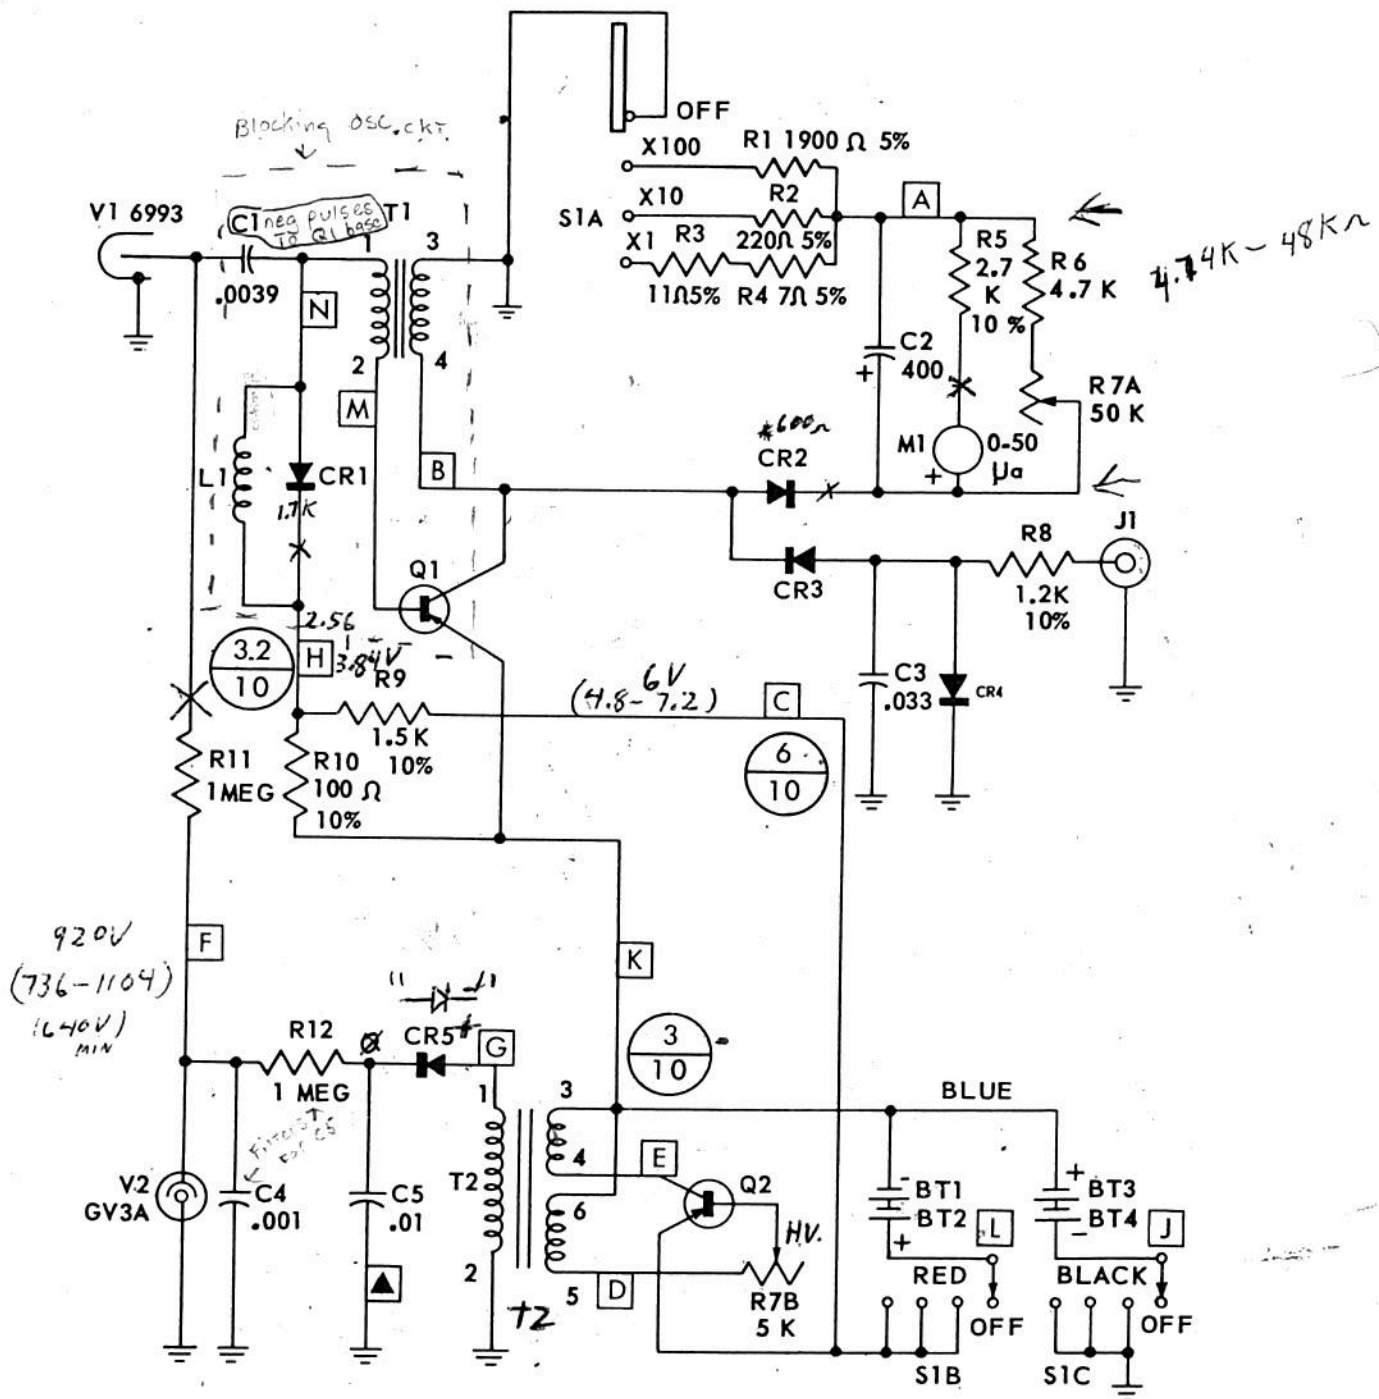 OFF
Blocking osc. ckt.
X100
R1 1900 Ω 5%
V1 6993
C1
neg pulses
To Q1 base
T1
X10
R2
220Ω 5%
S1A
X1
R3
11Ω5%
R4 7Ω 5%
A
R5
2.7
K
10 %
R6
4.7 K
4.74K – 48KΩ
.0039
1
3
N
2
4
M
C2
400
+
R7A
50 K
M1
0-50
μa
+
*600Ω
CR2
B
L1
CR1
1.7K
J1
R8
1.2K
10%
CR3
Q1
C3
.033
CR4
2.56
3.84V
3.2
10
H
R9
1.5K
10%
6V
(4.8-7.2)
C
6
10
R11
1MEG
R10
100 Ω
10%
920V
(736-1104)
(640V)
MIN
F
K
" "
R12
1 MEG
Ø
CR5*
G
3
10
BLUE
Filters
For C5
1
3
4
E
T2
6
2
5
D
T2
Q2
H.V.
R7B
5 K
V2
GV3A
C4
.001
C5
.01
-
BT1
BT2
+
L
RED
OFF
S1B
+
BT3
BT4
-
J
BLACK
OFF
S1C